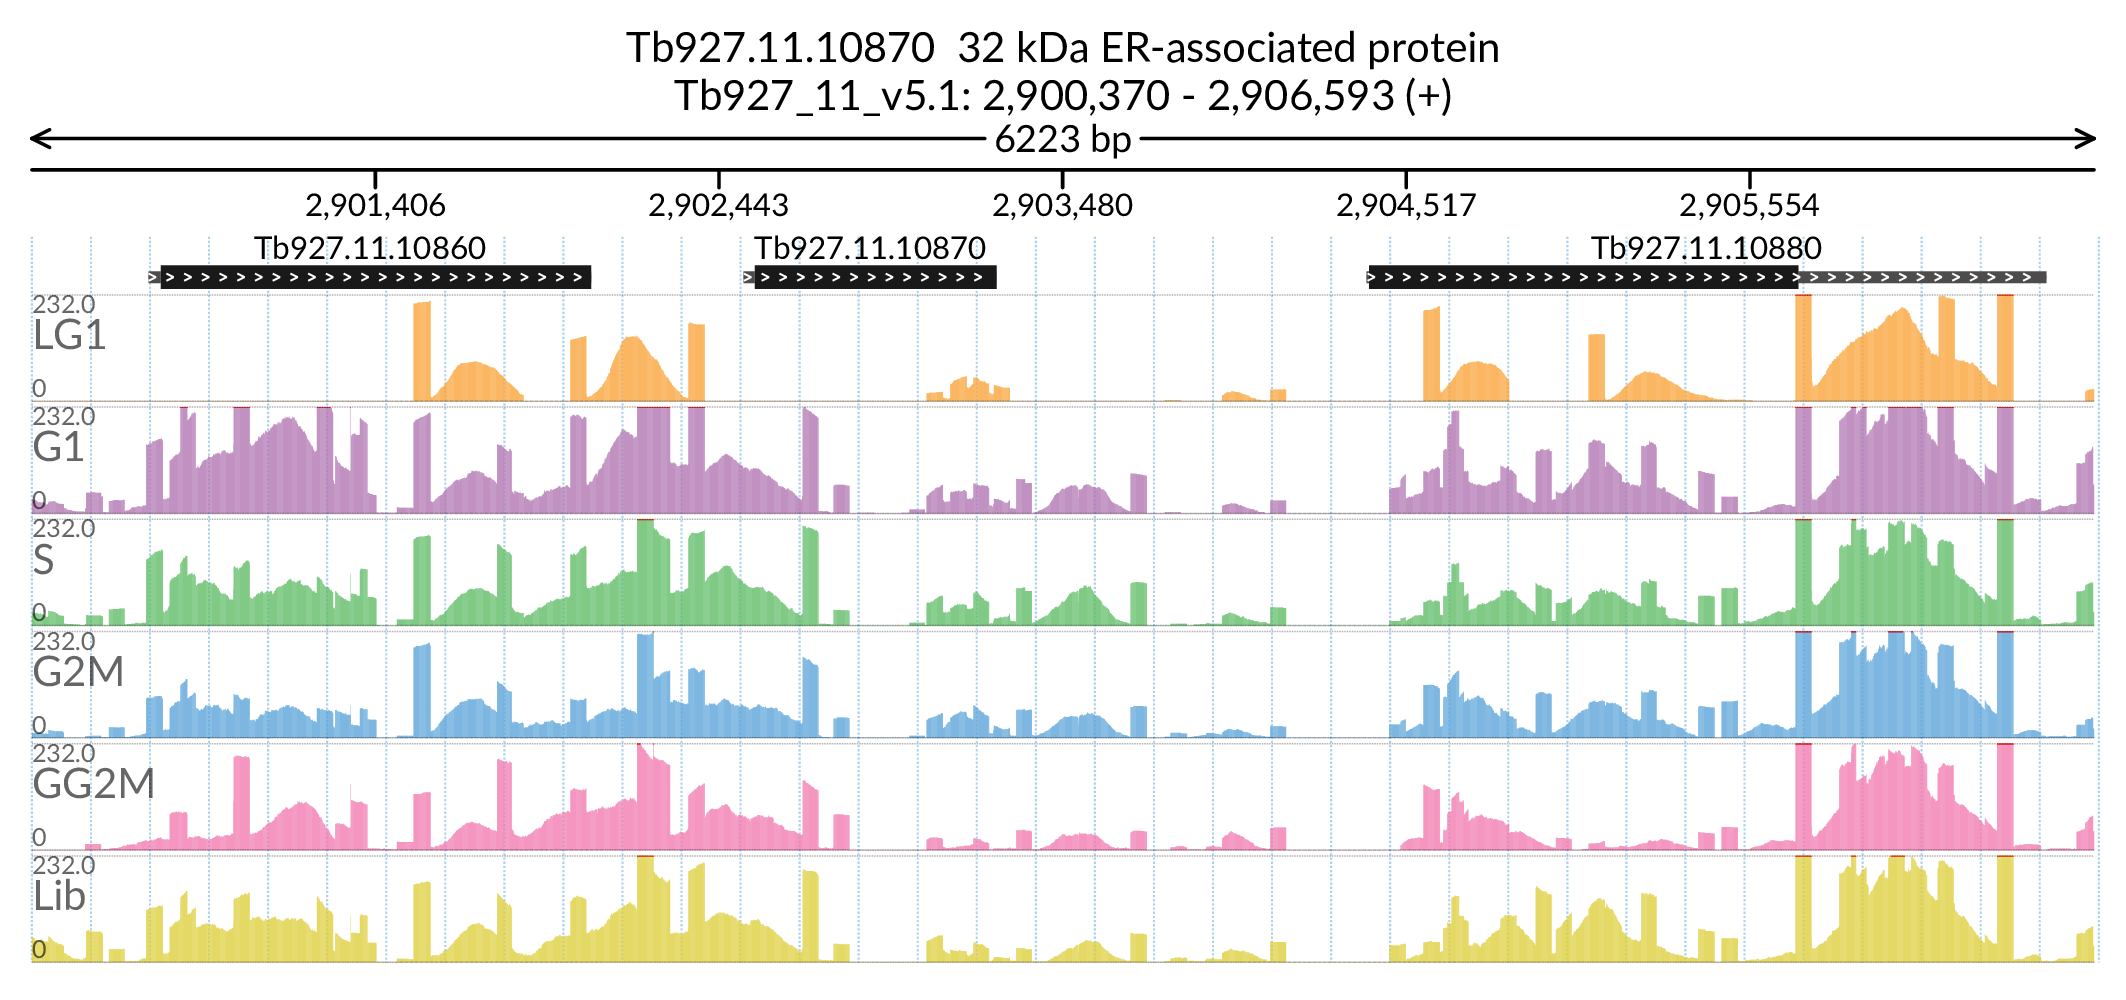 Tb927.11.10870  32 kDa ER-associated protein
Tb927_11_v5.1: 2,900,370 - 2,906,593 (+)
6223 bp
2,901,406 2,902,443 2,903,480 2,904,517 2,905,554
Tb927.11.10860 Tb927.11.10870 Tb927.11.10880
232.0
LG1
0
232.0
G1
0
232.0
S
0
232.0
G2M
0
232.0
GG2M
0
232.0
Lib
0